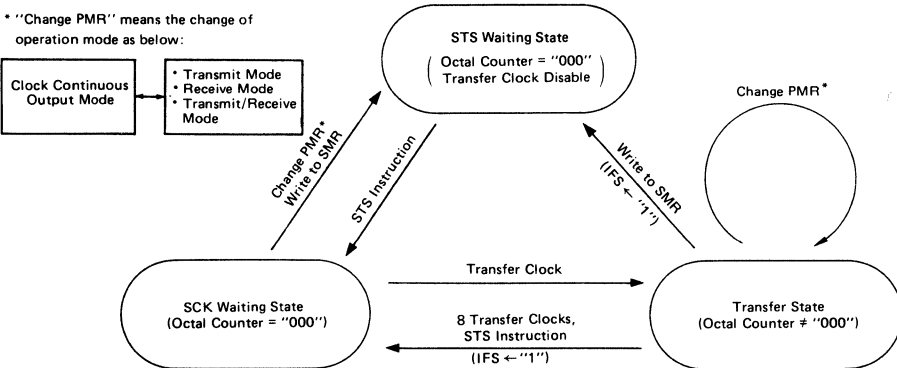 * "Change PMR" means the change of
operation mode as below:
Clock Continuous
Output Mode
• Transmit Mode
• Receive Mode
• Transmit/Receive
Mode
STS Waiting State
(Octal Counter = "000"
Transfer Clock Disable)
Change PMR*
Write to SMR
STS Instruction
Write to SMR
(IFS ← "1")
Change PMR*
SCK Waiting State
(Octal Counter = "000")
Transfer Clock
8 Transfer Clocks,
STS Instruction
(IFS ← "1")
Transfer State
(Octal Counter ≠ "000")